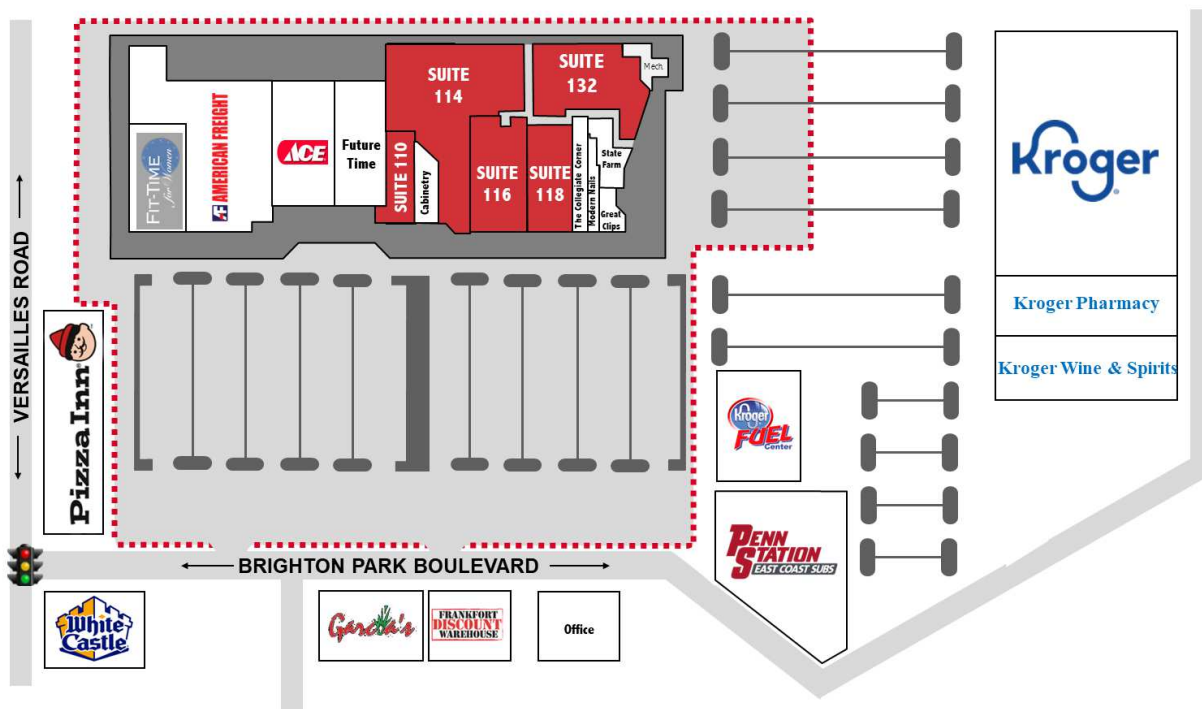 SUITE
114
SUITE
132
Mech.
Kroger
FIT-TIME
for Women
AMERICAN FREIGHT
ACE
Future
Time
SUITE 110
Cabinetry
SUITE
116
SUITE
118
The Collegiate Corner
Modern Nails
State
Farm
Great
Clips
VERSAILLES ROAD
PizzaInn
Kroger Pharmacy
Kroger Wine & Spirits
Kroger
FUEL
Center
PENN
STATION
EAST COAST SUBS
BRIGHTON PARK BOULEVARD
White
Castle
Garcia's
FRANKFORT
DISCOUNT
WAREHOUSE
Office